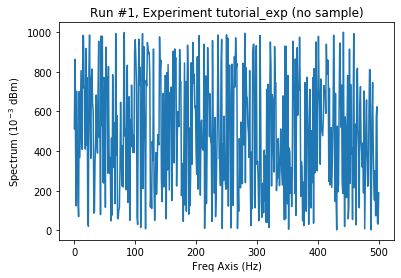 Run #1, Experiment tutorial_exp (no sample)
1000
800
600
400
200
0
Spectrum (10⁻³ dBm)
0 100 200 300 400 500
Freq Axis (Hz)